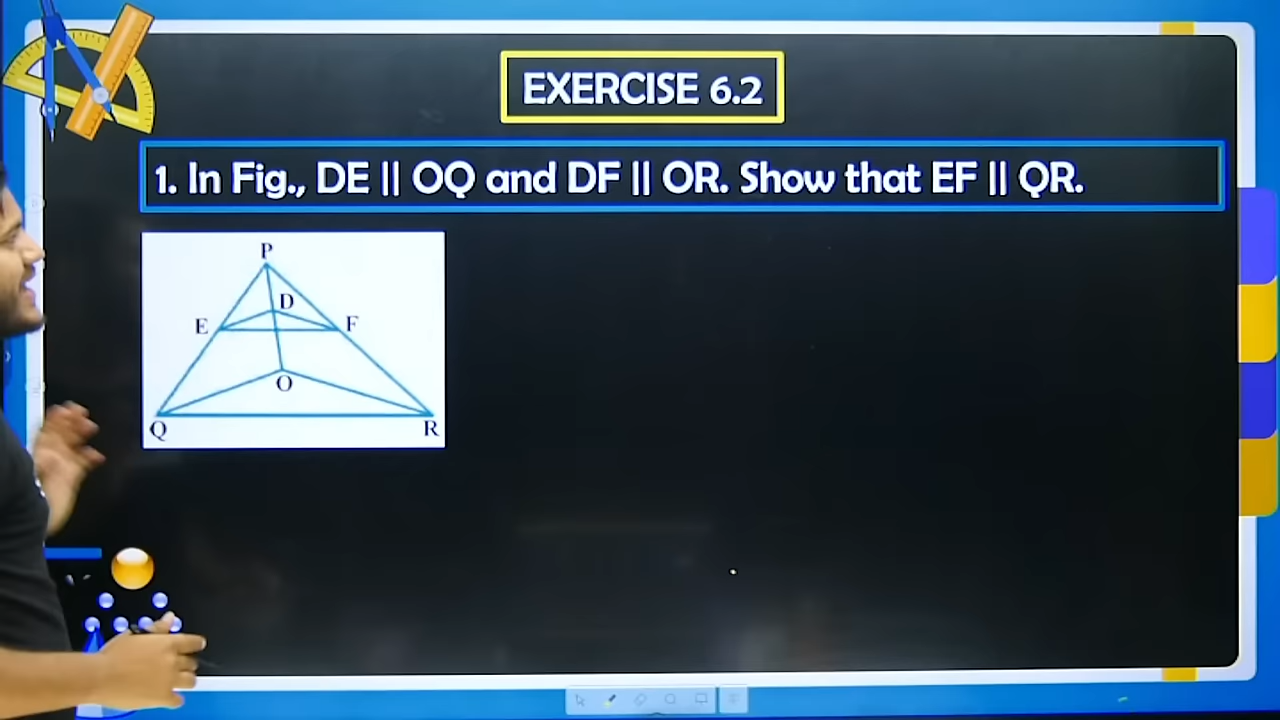 EXERCISE 6.2
1. In Fig., DE || OQ and DF || OR. Show that EF || QR.
P
D
E
F
O
Q
R